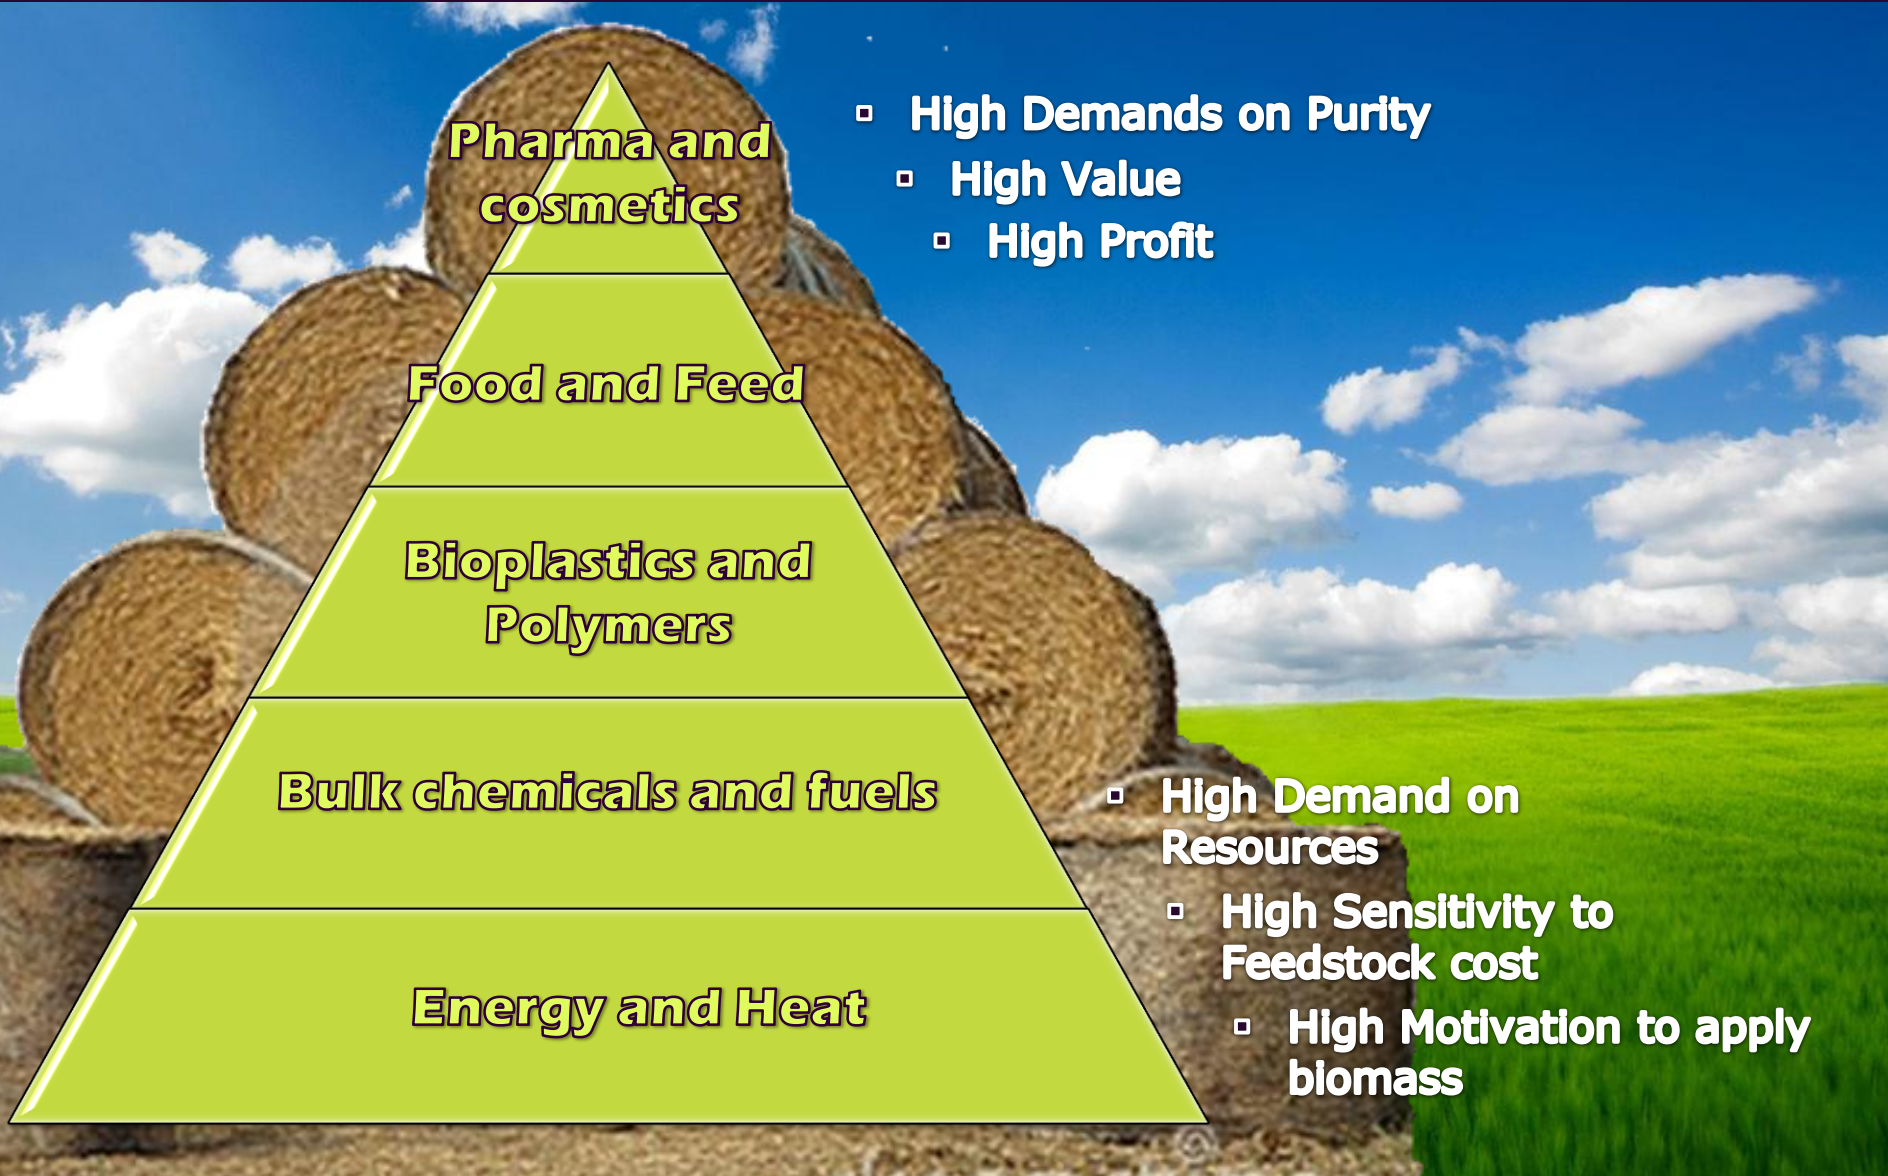 Pharma and
cosmetics
Food and Feed
Bioplastics and
Polymers
Bulk chemicals and fuels
Energy and Heat
High Demands on Purity
High Value
High Profit
High Demand on
Resources
High Sensitivity to
Feedstock cost
High Motivation to apply
biomass